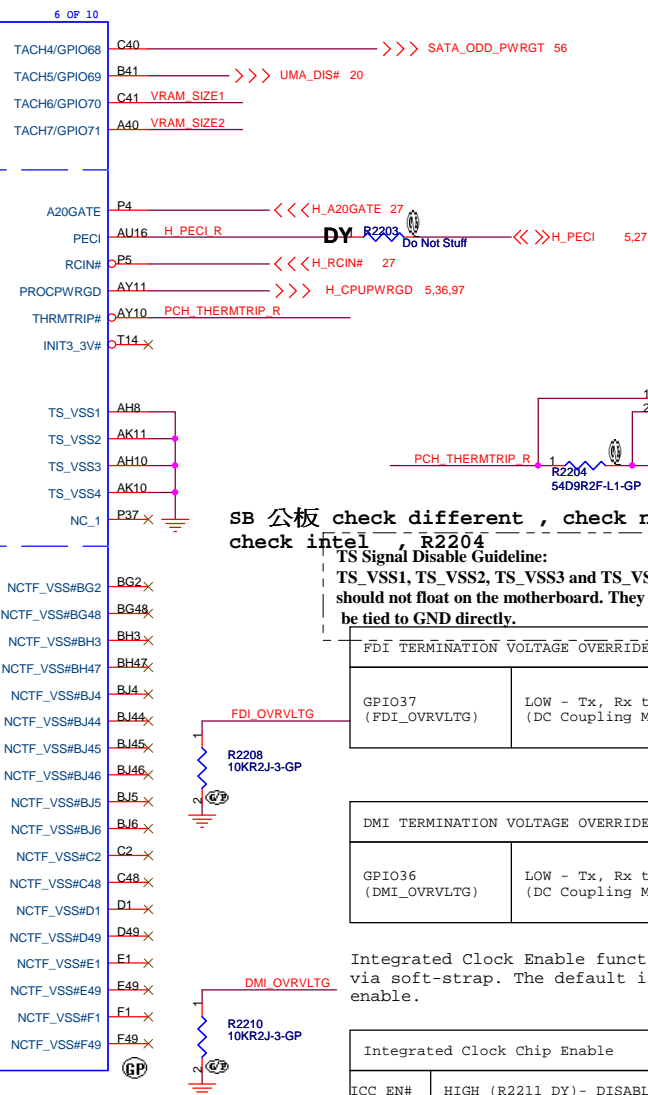 6 OF 10
TACH4/GPIO68 C40 SATA_ODD_PWRGT 56
TACH5/GPIO69 B41 UMA_DIS# 20
TACH6/GPIO70 C41 VRAM_SIZE1
TACH7/GPIO71 A40 VRAM_SIZE2
A20GATE P4 H_A20GATE 27
PECI AU16 H_PECI_R DY R2203 Do Not Stuff H_PECI 5,27
RCIN# P5 H_RCIN# 27
PROCPWRGD AY11 H_CPUPWRGD 5,36,97
THRMTRIP# AY10 PCH_THERMTRIP_R
INIT3_3V# T14
TS_VSS1 AH8
TS_VSS2 AK11
TS_VSS3 AH10
TS_VSS4 AK10
NC_1 P37
1
2
PCH_THERMTRIP_R 1
R2204
54D9R2F-L1-GP
SB 公板 check different , check n
check intel , R2204
TS Signal Disable Guideline:
TS_VSS1, TS_VSS2, TS_VSS3 and TS_VS
should not float on the motherboard. They
be tied to GND directly.
NCTF_VSS#BG2 BG2
NCTF_VSS#BG48 BG48
NCTF_VSS#BH3 BH3
NCTF_VSS#BH47 BH47
NCTF_VSS#BJ4 BJ4
NCTF_VSS#BJ44 BJ44
NCTF_VSS#BJ45 BJ45
NCTF_VSS#BJ46 BJ46
NCTF_VSS#BJ5 BJ5
NCTF_VSS#BJ6 BJ6
NCTF_VSS#C2 C2
NCTF_VSS#C48 C48
NCTF_VSS#D1 D1
NCTF_VSS#D49 D49
NCTF_VSS#E1 E1
NCTF_VSS#E49 E49
NCTF_VSS#F1 F1
NCTF_VSS#F49 F49
GP
FDI_OVRVLTG
1
R2208
10KR2J-3-GP
2
G/P
DMI_OVRVLTG
1
R2210
10KR2J-3-GP
2
G/P
FDI TERMINATION VOLTAGE OVERRIDE
GPIO37 LOW - Tx, Rx t
(FDI_OVRVLTG) (DC Coupling M
DMI TERMINATION VOLTAGE OVERRIDE
GPIO36 LOW - Tx, Rx t
(DMI_OVRVLTG) (DC Coupling M
Integrated Clock Enable funct
via soft-strap. The default is
enable.
Integrated Clock Chip Enable
ICC_EN# HIGH (R2211 DY)- DISABL